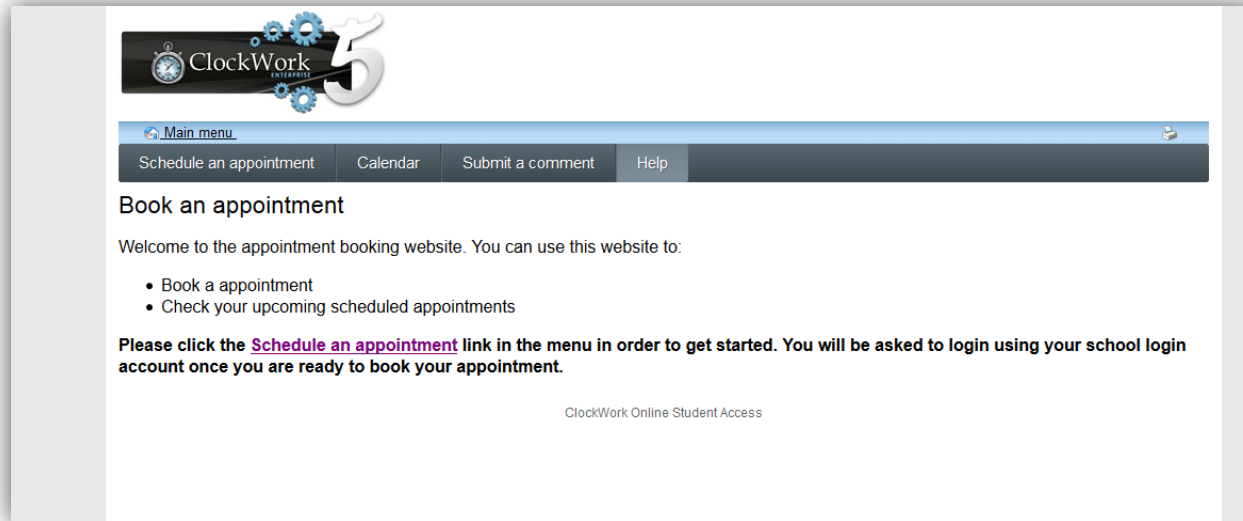 ClockWork 5
ENTERPRISE
Main menu
Schedule an appointment Calendar Submit a comment Help
Book an appointment
Welcome to the appointment booking website. You can use this website to:
• Book a appointment
• Check your upcoming scheduled appointments
Please click the Schedule an appointment link in the menu in order to get started. You will be asked to login using your school login
account once you are ready to book your appointment.
ClockWork Online Student Access